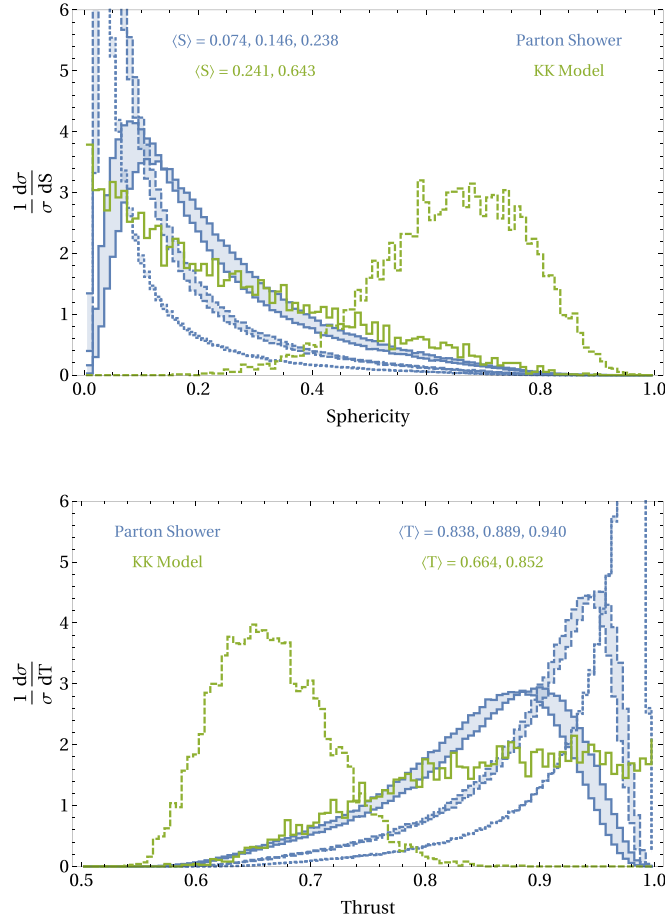 6
5
4
3
2
1
0
⟨S⟩ = 0.074, 0.146, 0.238
Parton Shower
⟨S⟩ = 0.241, 0.643
KK Model
1 dσ
σ dS
0.0 0.2 0.4 0.6 0.8 1.0
Sphericity
6
5
4
3
2
1
0
Parton Shower
⟨T⟩ = 0.838, 0.889, 0.940
KK Model
⟨T⟩ = 0.664, 0.852
1 dσ
σ dT
0.5 0.6 0.7 0.8 0.9 1.0
Thrust